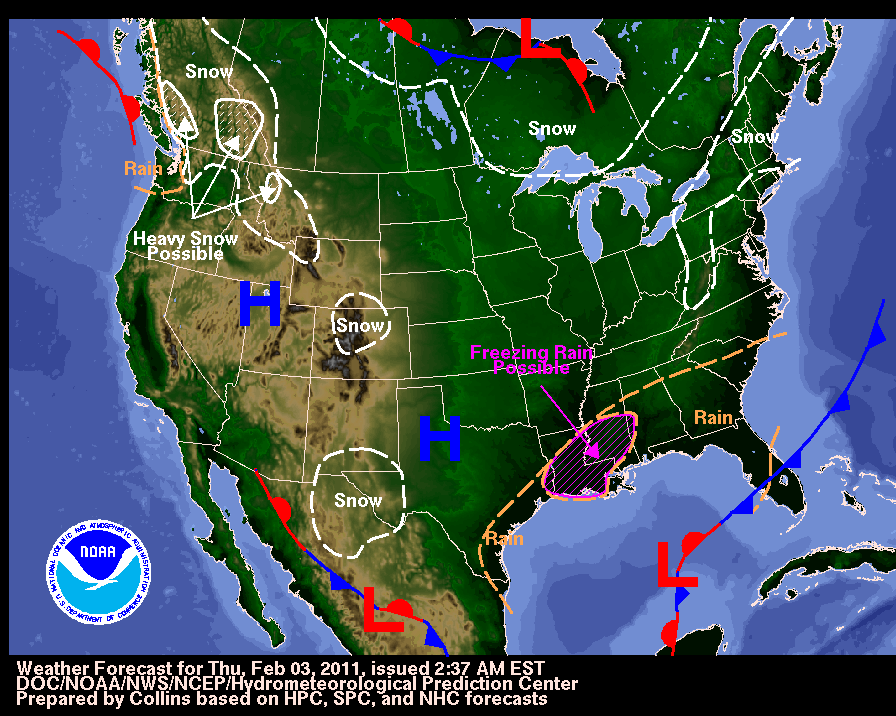 L
Snow
Snow
Snow
Rain
Heavy Snow
Possible
H
Snow
Freezing Rain
Possible
H
Rain
Snow
Rain
L
L
NOAA
NATIONAL OCEANIC AND ATMOSPHERIC ADMINISTRATION
U.S. DEPARTMENT OF COMMERCE
Weather Forecast for Thu, Feb 03, 2011, issued 2:37 AM EST
DOC/NOAA/NWS/NCEP/Hydrometeorological Prediction Center
Prepared by Collins based on HPC, SPC, and NHC forecasts